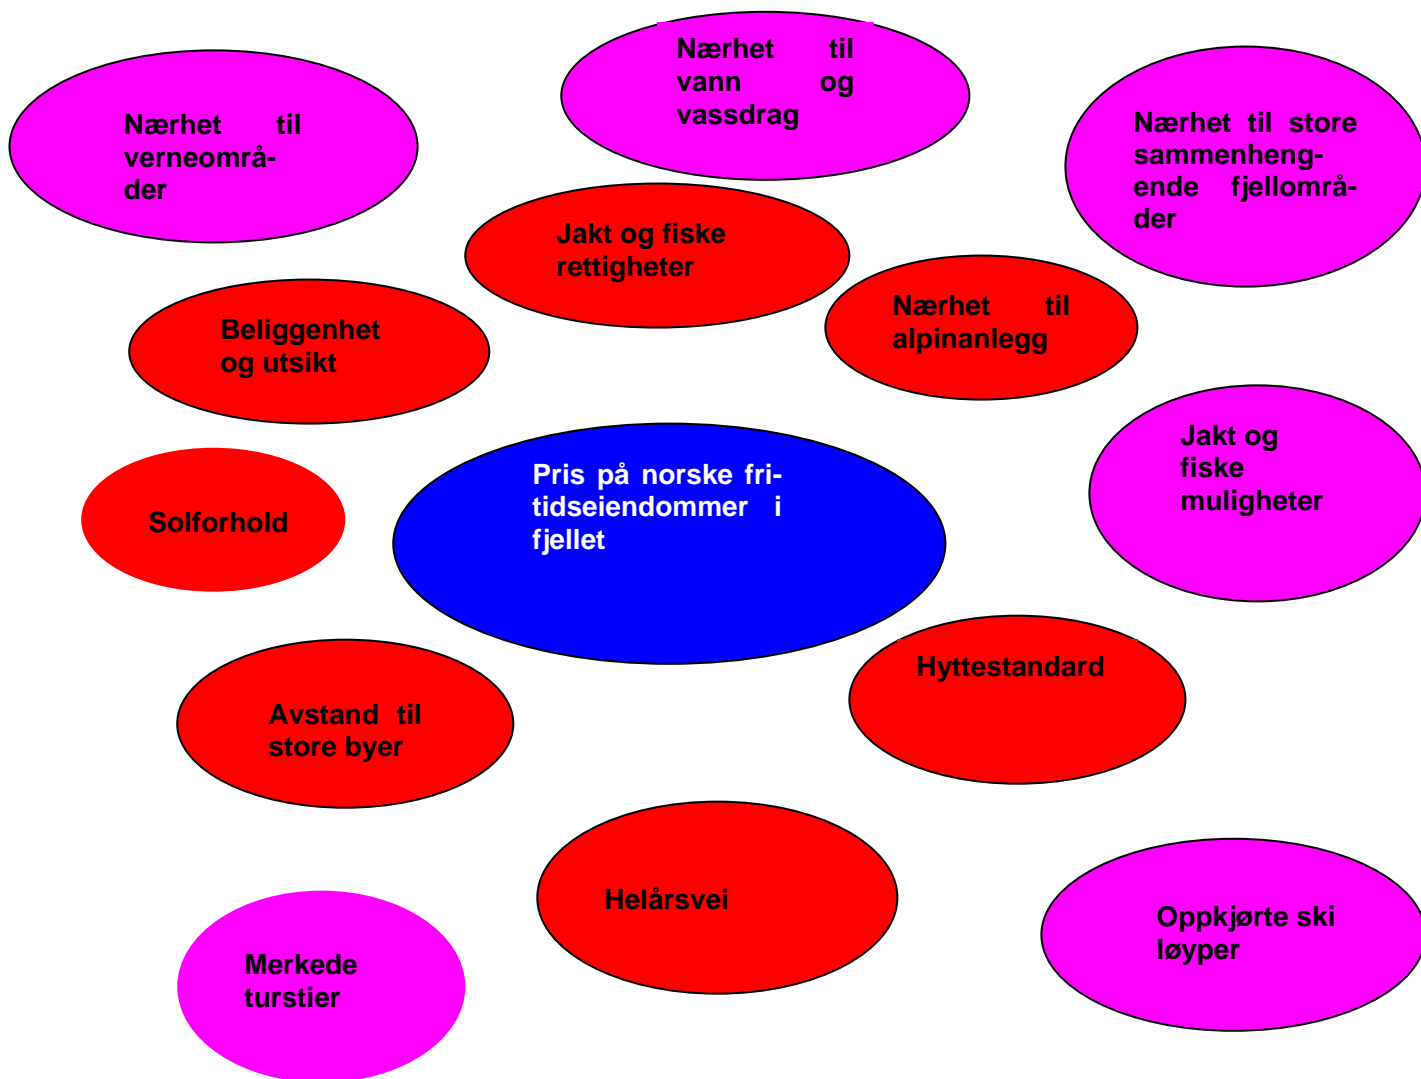 Nærhet til
vann og
vassdrag
Nærhet til
verneområ-
der
Nærhet til store
sammenheng-
ende fjellområ-
der
Jakt og fiske
rettigheter
Nærhet til
alpinanlegg
Beliggenhet
og utsikt
Jakt og
fiske
muligheter
Pris på norske fri-
tidseiendommer i
fjellet
Solforhold
Hyttestandard
Avstand til
store byer
Helårsvei
Oppkjørte ski
løyper
Merkede
turstier